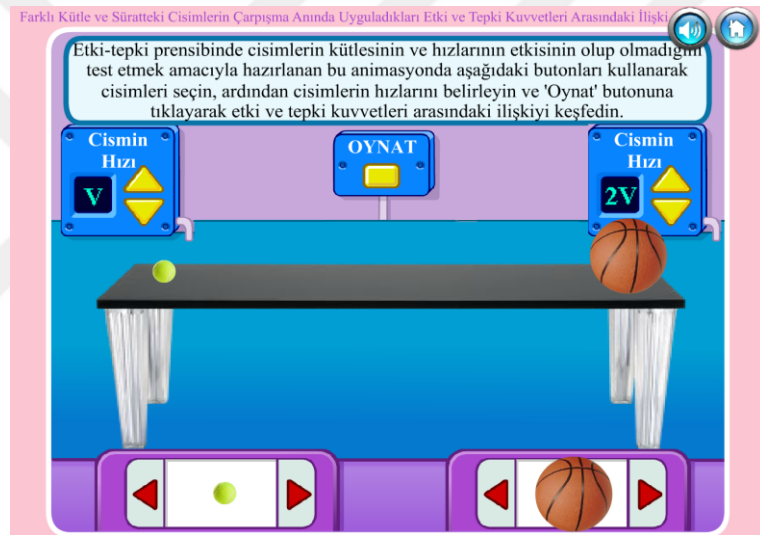 Farklı Kütle ve Süratteki Cisimlerin Çarpışma Anında Uyguladıkları Etki ve Tepki Kuvvetleri Arasındaki İlişki
Etki-tepki prensibinde cisimlerin kütlesinin ve hızlarının etkisinin olup olmadığını
test etmek amacıyla hazırlanan bu animasyonda aşağıdaki butonları kullanarak
cisimleri seçin, ardından cisimlerin hızlarını belirleyin ve 'Oynat' butonuna
tıklayarak etki ve tepki kuvvetleri arasındaki ilişkiyi keşfedin.
Cismin
Hızı
V
OYNAT
Cismin
Hızı
2V